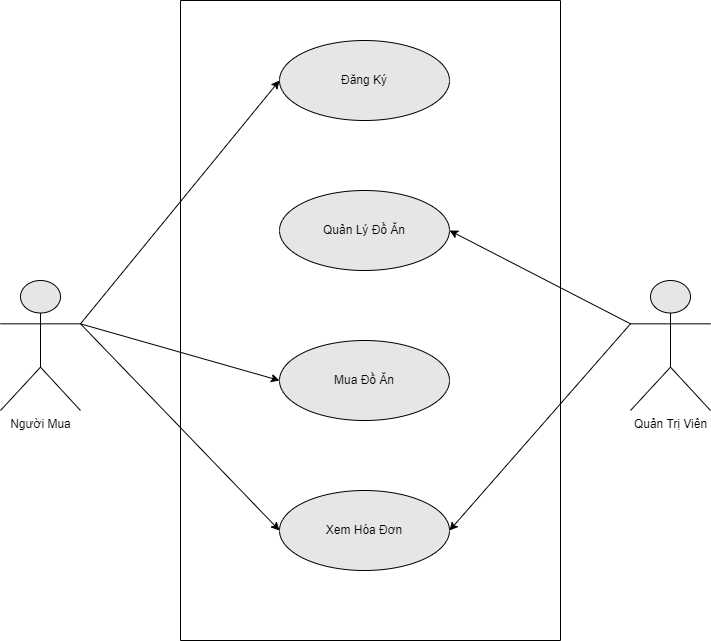 Đăng Ký
Quản Lý Đồ Ăn
Mua Đồ Ăn
Người Mua
Quản Trị Viên
Xem Hóa Đơn